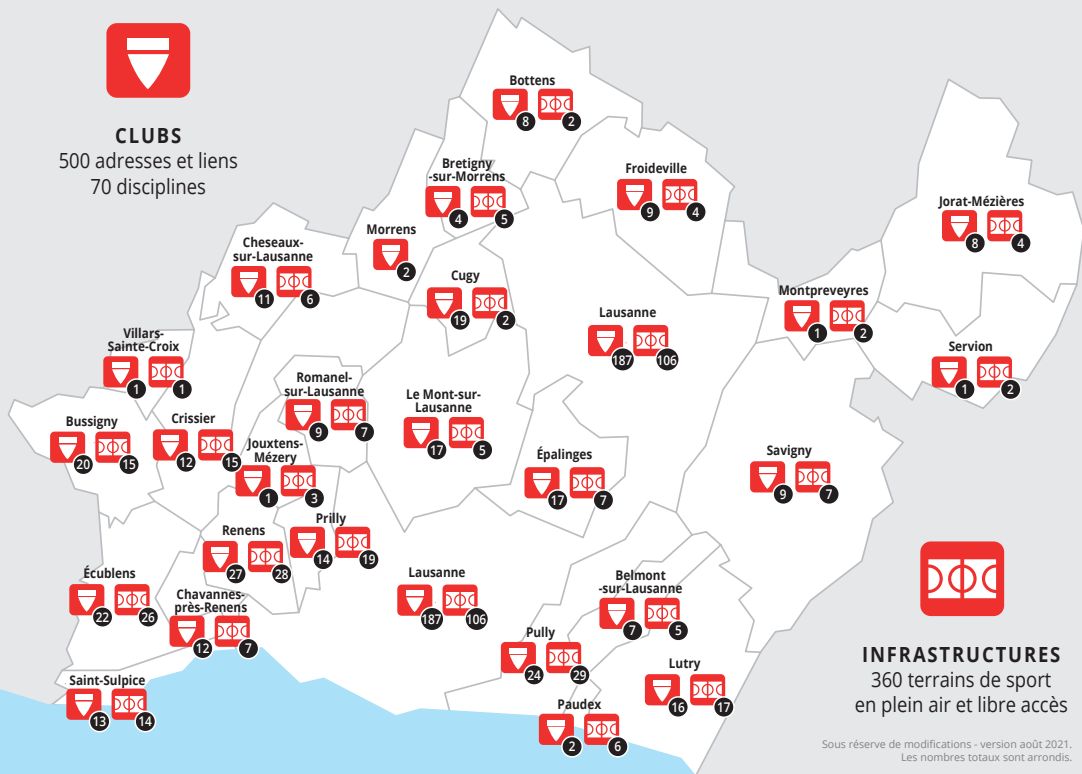 CLUBS
500 adresses et liens
70 disciplines
Bottens
8 2
Bretigny
-sur-Morrens
4 5
Froideville
9 4
Jorat-Mézières
8 4
Morrens
2
Cheseaux-
sur-Lausanne
11 6
Cugy
19 2
Montpreveyres
1 2
Lausanne
187 106
Villars-
Sainte-Croix
1 1
Servion
1 2
Romanel-
sur-Lausanne
9 7
Le Mont-sur-
Lausanne
17 5
Bussigny
20 15
Crissier
12 15
Jouxtens-
Mézery
1 3
Épalinges
17 7
Savigny
9 7
Prilly
14 19
Renens
27 28
Écublens
22 26
Chavannes-
près-Renens
12 7
Lausanne
187 106
Belmont
-sur-Lausanne
7 5
Pully
24 29
Lutry
16 17
Saint-Sulpice
13 14
Paudex
2 6
INFRASTRUCTURES
360 terrains de sport
en plein air et libre accès
Sous réserve de modifications - version août 2021.
Les nombres totaux sont arrondis.